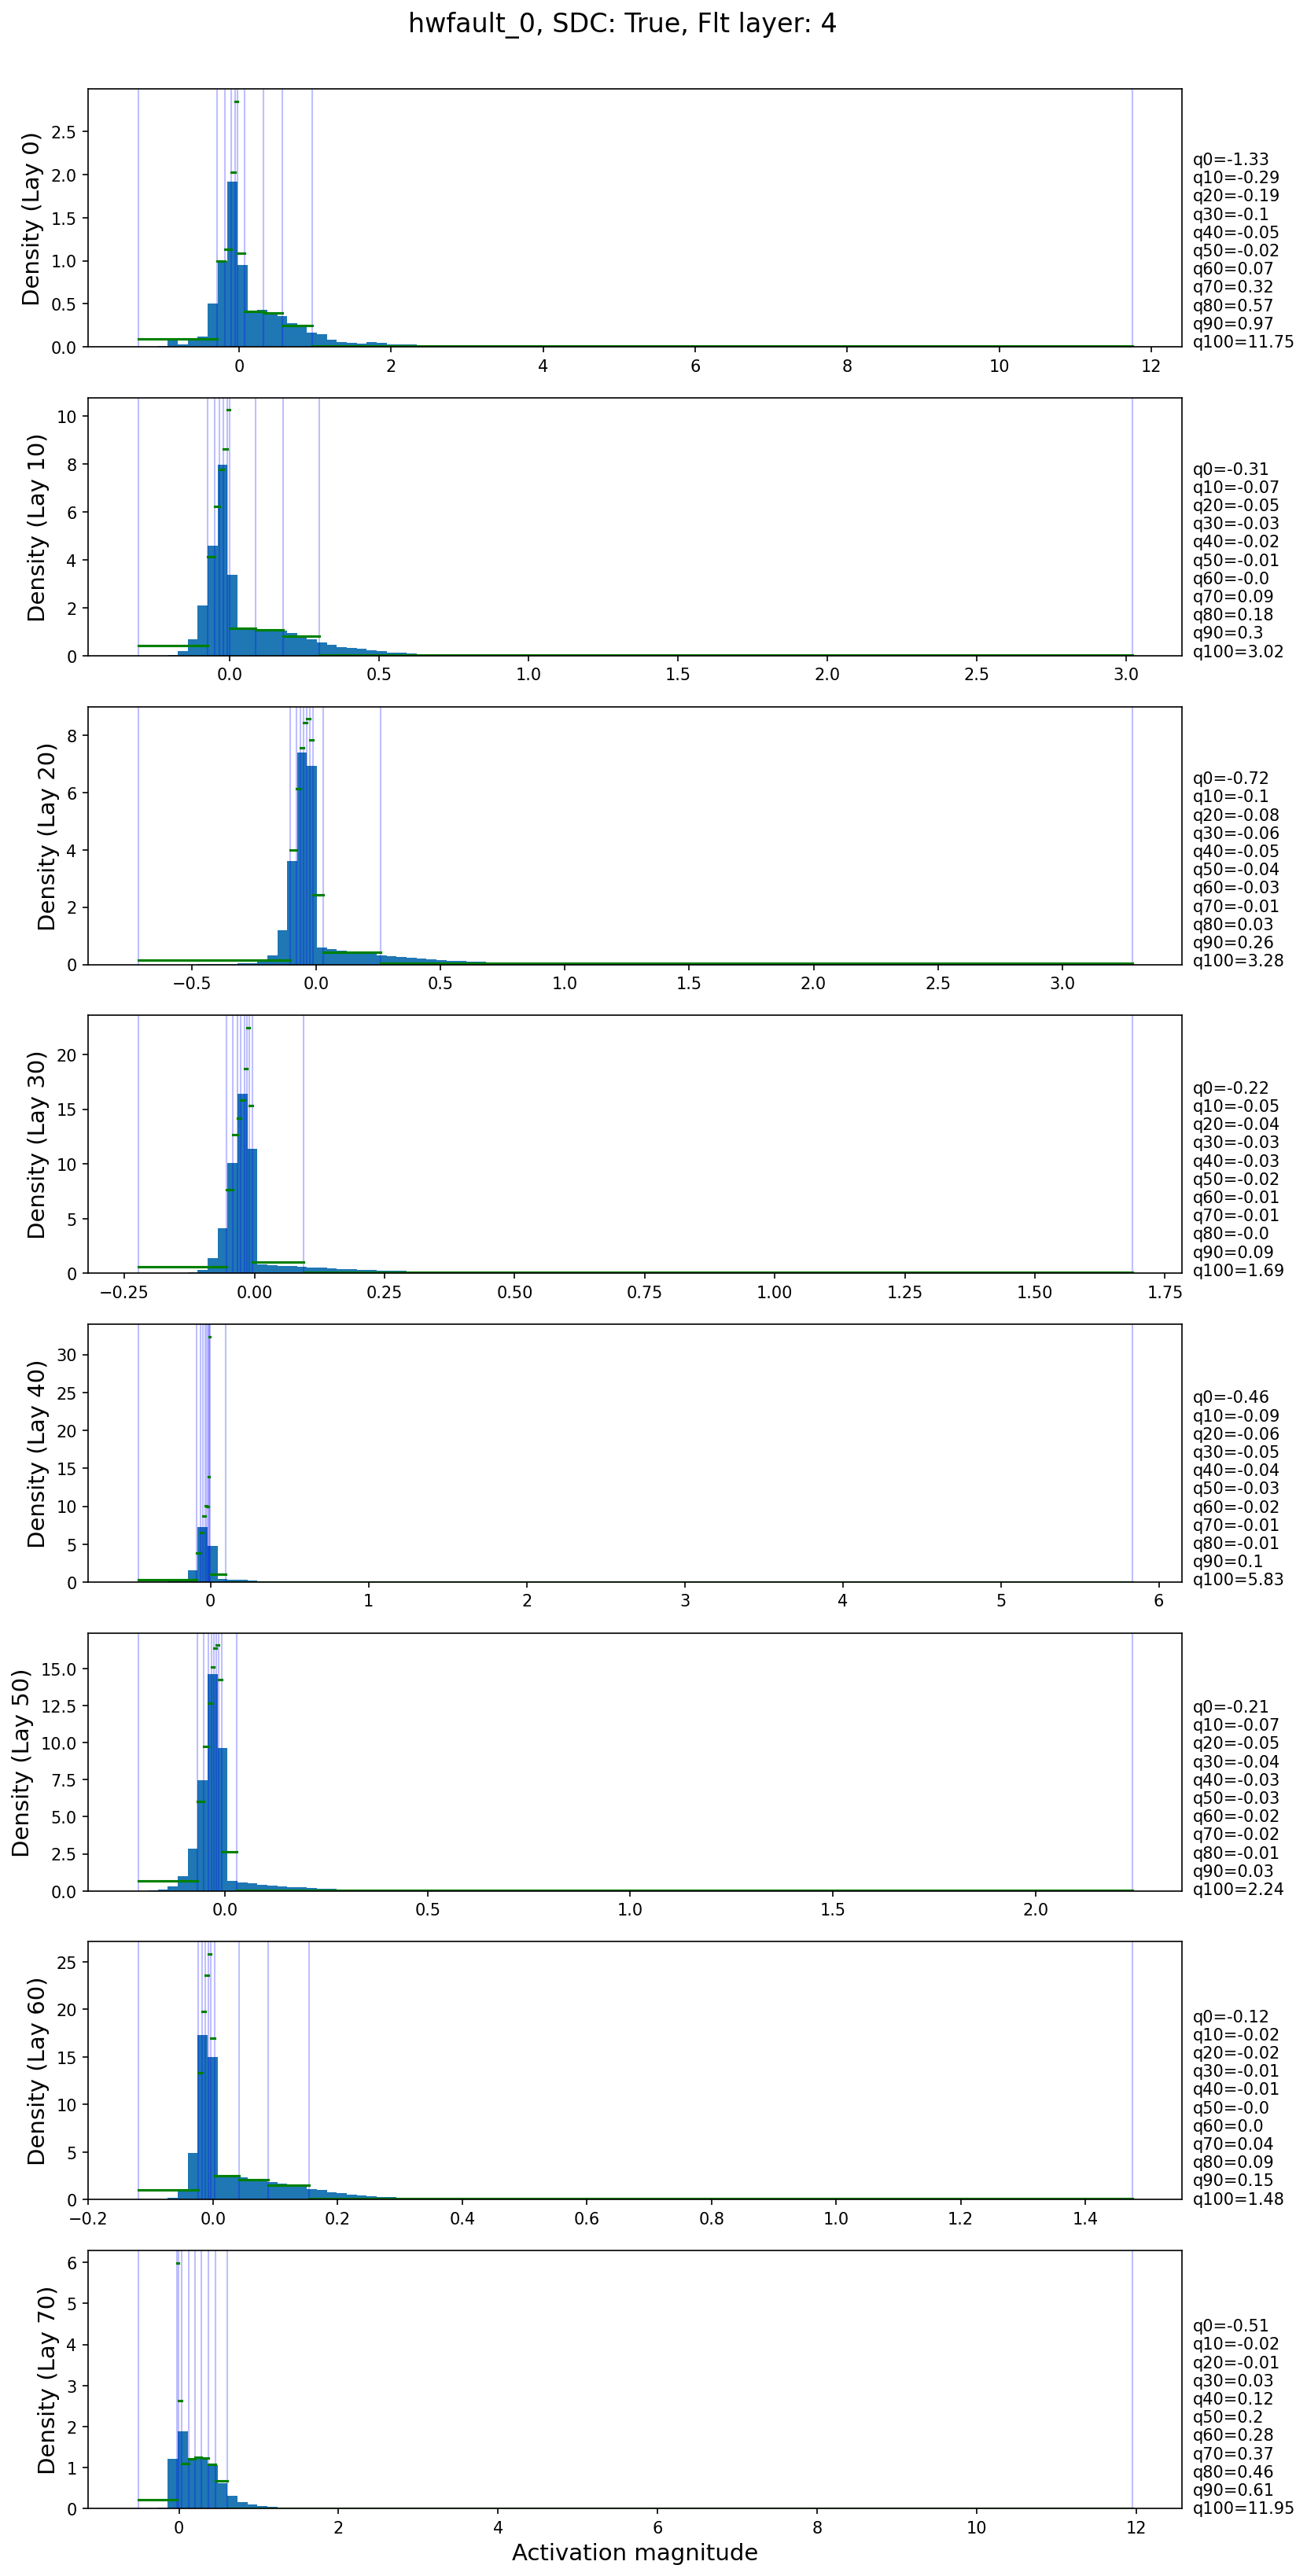 hwfault_0, SDC: True, Flt layer: 4
Density (Lay 0)
2.5
2.0
1.5
1.0
0.5
0.0
0 2 4 6 8 10 12
q0=-1.33
q10=-0.29
q20=-0.19
q30=-0.1
q40=-0.05
q50=-0.02
q60=0.07
q70=0.32
q80=0.57
q90=0.97
q100=11.75
Density (Lay 10)
10
8
6
4
2
0
0.0 0.5 1.0 1.5 2.0 2.5 3.0
q0=-0.31
q10=-0.07
q20=-0.05
q30=-0.03
q40=-0.02
q50=-0.01
q60=-0.0
q70=0.09
q80=0.18
q90=0.3
q100=3.02
Density (Lay 20)
8
6
4
2
0
−0.5 0.0 0.5 1.0 1.5 2.0 2.5 3.0
q0=-0.72
q10=-0.1
q20=-0.08
q30=-0.06
q40=-0.05
q50=-0.04
q60=-0.03
q70=-0.01
q80=0.03
q90=0.26
q100=3.28
Density (Lay 30)
20
15
10
5
0
−0.25 0.00 0.25 0.50 0.75 1.00 1.25 1.50 1.75
q0=-0.22
q10=-0.05
q20=-0.04
q30=-0.03
q40=-0.03
q50=-0.02
q60=-0.01
q70=-0.01
q80=-0.0
q90=0.09
q100=1.69
Density (Lay 40)
30
25
20
15
10
5
0
0 1 2 3 4 5 6
q0=-0.46
q10=-0.09
q20=-0.06
q30=-0.05
q40=-0.04
q50=-0.03
q60=-0.02
q70=-0.01
q80=-0.01
q90=0.1
q100=5.83
Density (Lay 50)
15.0
12.5
10.0
7.5
5.0
2.5
0.0
0.0 0.5 1.0 1.5 2.0
q0=-0.21
q10=-0.07
q20=-0.05
q30=-0.04
q40=-0.03
q50=-0.03
q60=-0.02
q70=-0.02
q80=-0.01
q90=0.03
q100=2.24
Density (Lay 60)
25
20
15
10
5
0
−0.2 0.0 0.2 0.4 0.6 0.8 1.0 1.2 1.4
q0=-0.12
q10=-0.02
q20=-0.02
q30=-0.01
q40=-0.01
q50=-0.0
q60=0.0
q70=0.04
q80=0.09
q90=0.15
q100=1.48
Density (Lay 70)
6
5
4
3
2
1
0
0 2 4 6 8 10 12
q0=-0.51
q10=-0.02
q20=-0.01
q30=0.03
q40=0.12
q50=0.2
q60=0.28
q70=0.37
q80=0.46
q90=0.61
q100=11.95
Activation magnitude